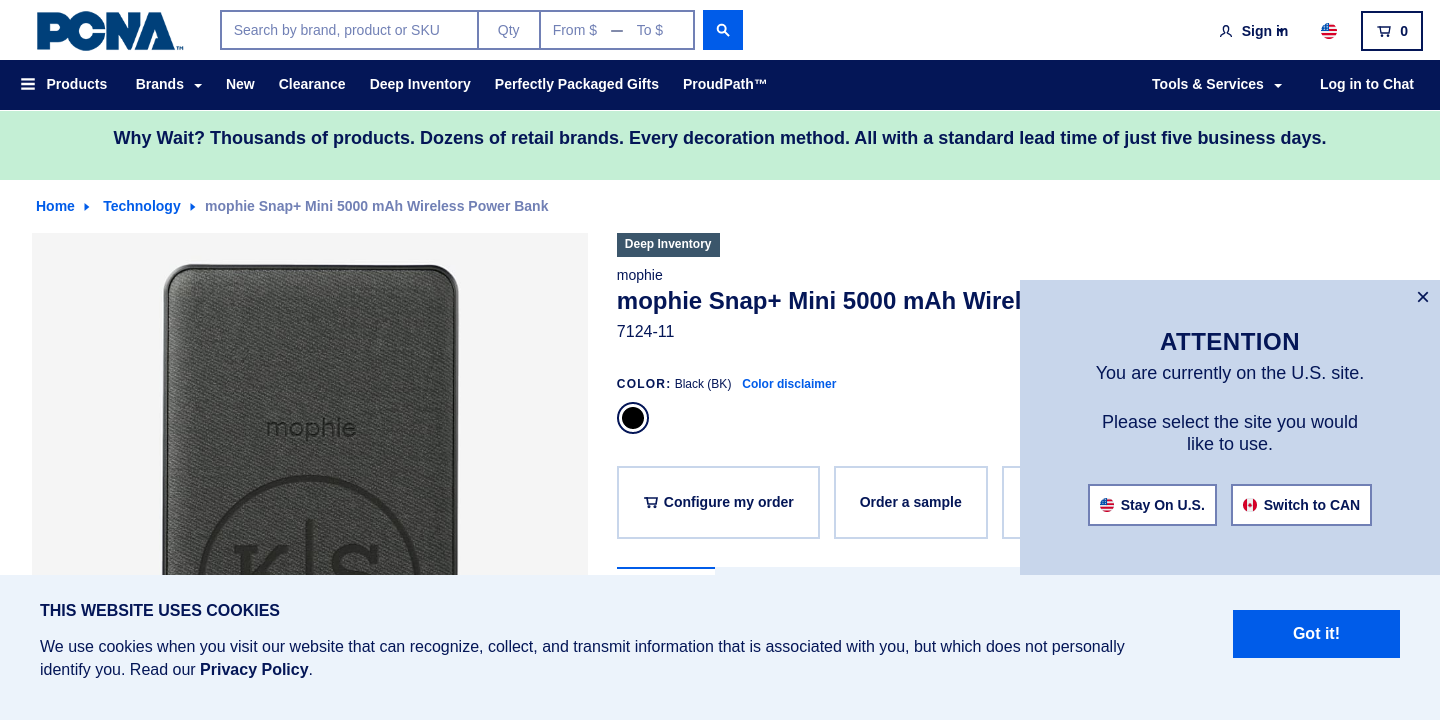 PCNA™
Search by brand, product or SKU
Qty
From $ — To $
Sign in
0
Products
Brands
New
Clearance
Deep Inventory
Perfectly Packaged Gifts
ProudPath™
Tools & Services
Log in to Chat
Why Wait? Thousands of products. Dozens of retail brands. Every decoration method. All with a standard lead time of just five business days.
Home
Technology
mophie Snap+ Mini 5000 mAh Wireless Power Bank
mophie
K S
Deep Inventory
mophie
mophie Snap+ Mini 5000 mAh Wirel
7124-11
COLOR: Black (BK) Color disclaimer
Configure my order
Order a sample
×
ATTENTION
You are currently on the U.S. site.
Please select the site you would
like to use.
Stay On U.S.
Switch to CAN
THIS WEBSITE USES COOKIES
We use cookies when you visit our website that can recognize, collect, and transmit information that is associated with you, but which does not personally
identify you. Read our Privacy Policy.
Got it!